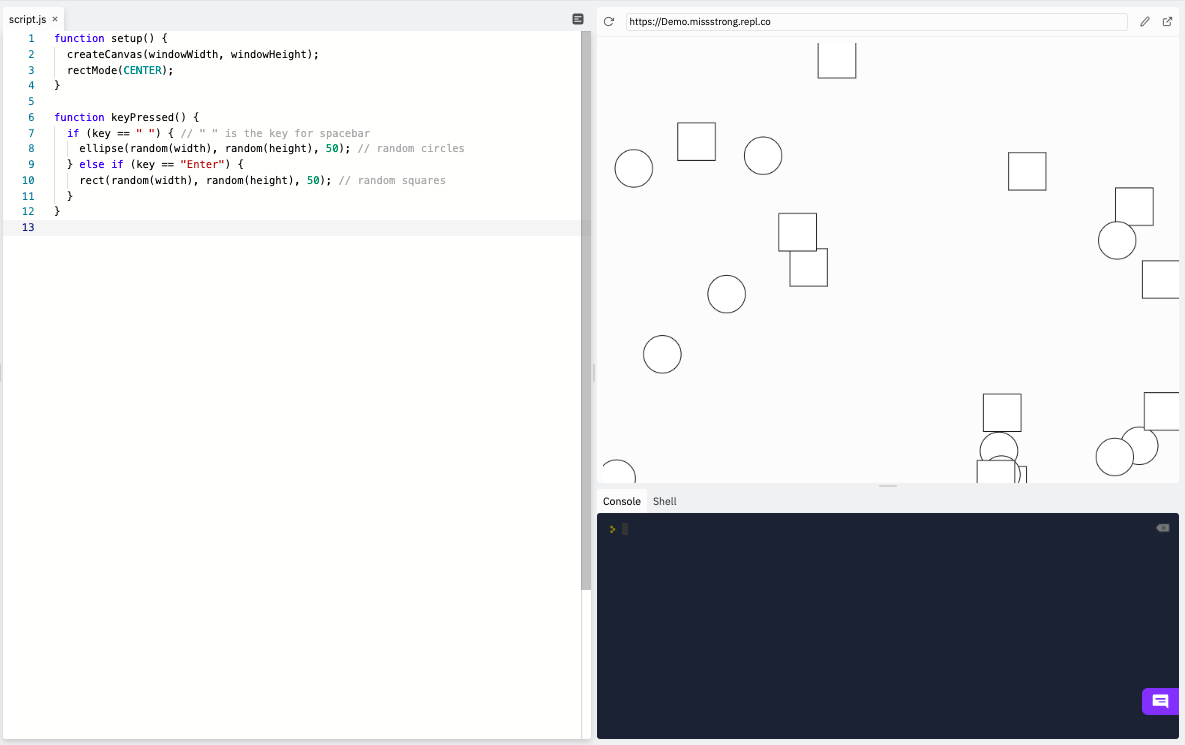 script.js ×
1 function setup() {
2 createCanvas(windowWidth, windowHeight);
3 rectMode(CENTER);
4 }
5
6 function keyPressed() {
7 if (key == " ") { // " " is the key for spacebar
8 ellipse(random(width), random(height), 50); // random circles
9 } else if (key == "Enter") {
10 rect(random(width), random(height), 50); // random squares
11 }
12 }
13
https://Demo.missstrong.repl.co
Console Shell